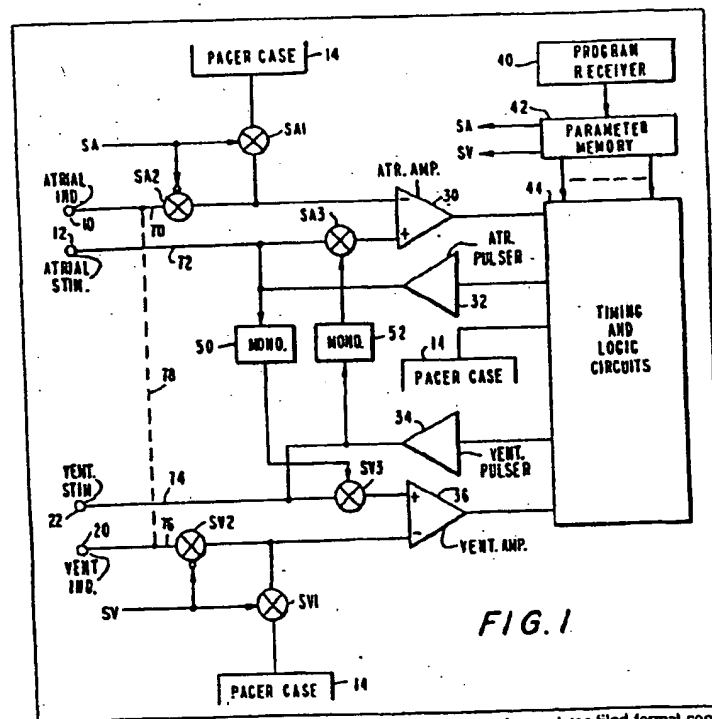 PACER CASE 14
40 PROGRAM RECEIVER
42
SA
SV
PARAMETER MEMORY
SA
SA1
ATRIAL IND.
SA2
10
70
ATR. AMP.
30
44
SA3
12
72
ATRIAL STIM.
ATR. PULSER
32
50 MONO.
MONO. 52
14
PACER CASE
TIMING AND LOGIC CIRCUITS
78
34
VENT. PULSER
VENT. STIM.
74
22
SV3
36
20
76
SV2
VENT. AMP.
VENT IND.
SV
SV1
FIG. 1
PACER CASE 14